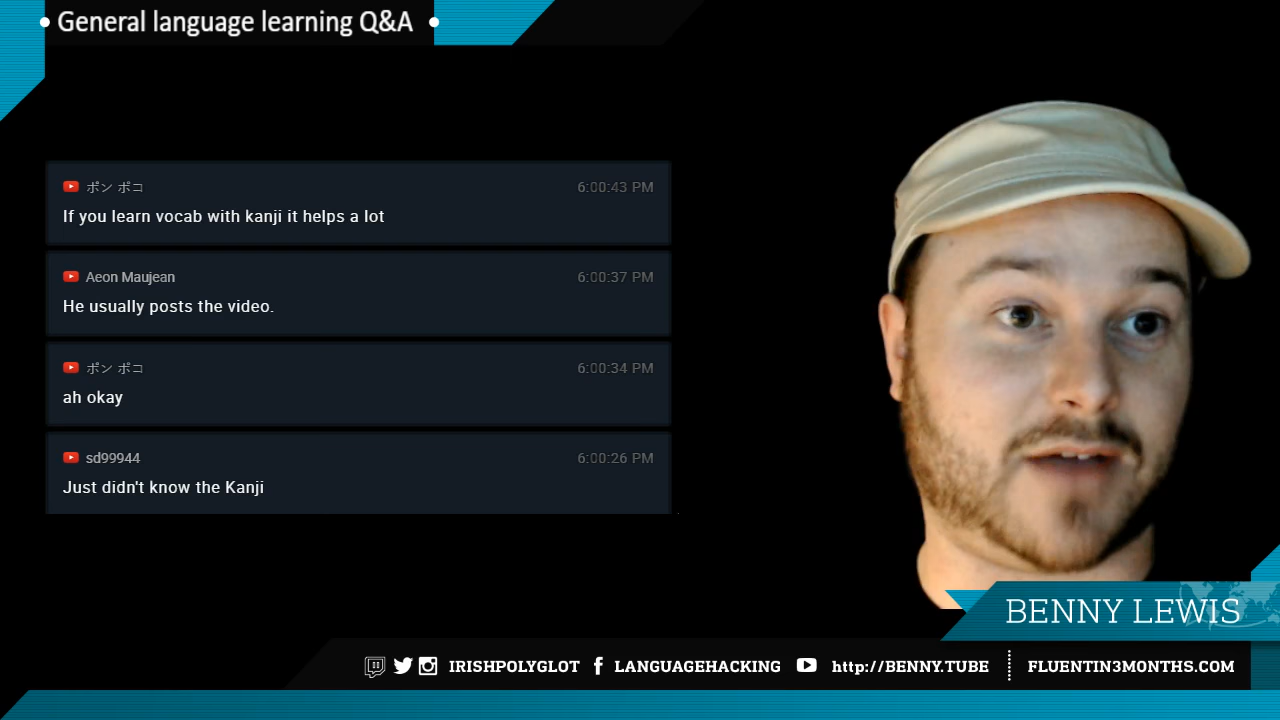 General language learning Q&A
ポン ポコ 6:00:43 PM
If you learn vocab with kanji it helps a lot
Aeon Maujean 6:00:37 PM
He usually posts the video.
ポン ポコ 6:00:34 PM
ah okay
sd99944 6:00:26 PM
Just didn't know the Kanji
BENNY LEWIS
IRISHPOLYGLOT LANGUAGEHACKING http://BENNY.TUBE FLUENTIN3MONTHS.COM